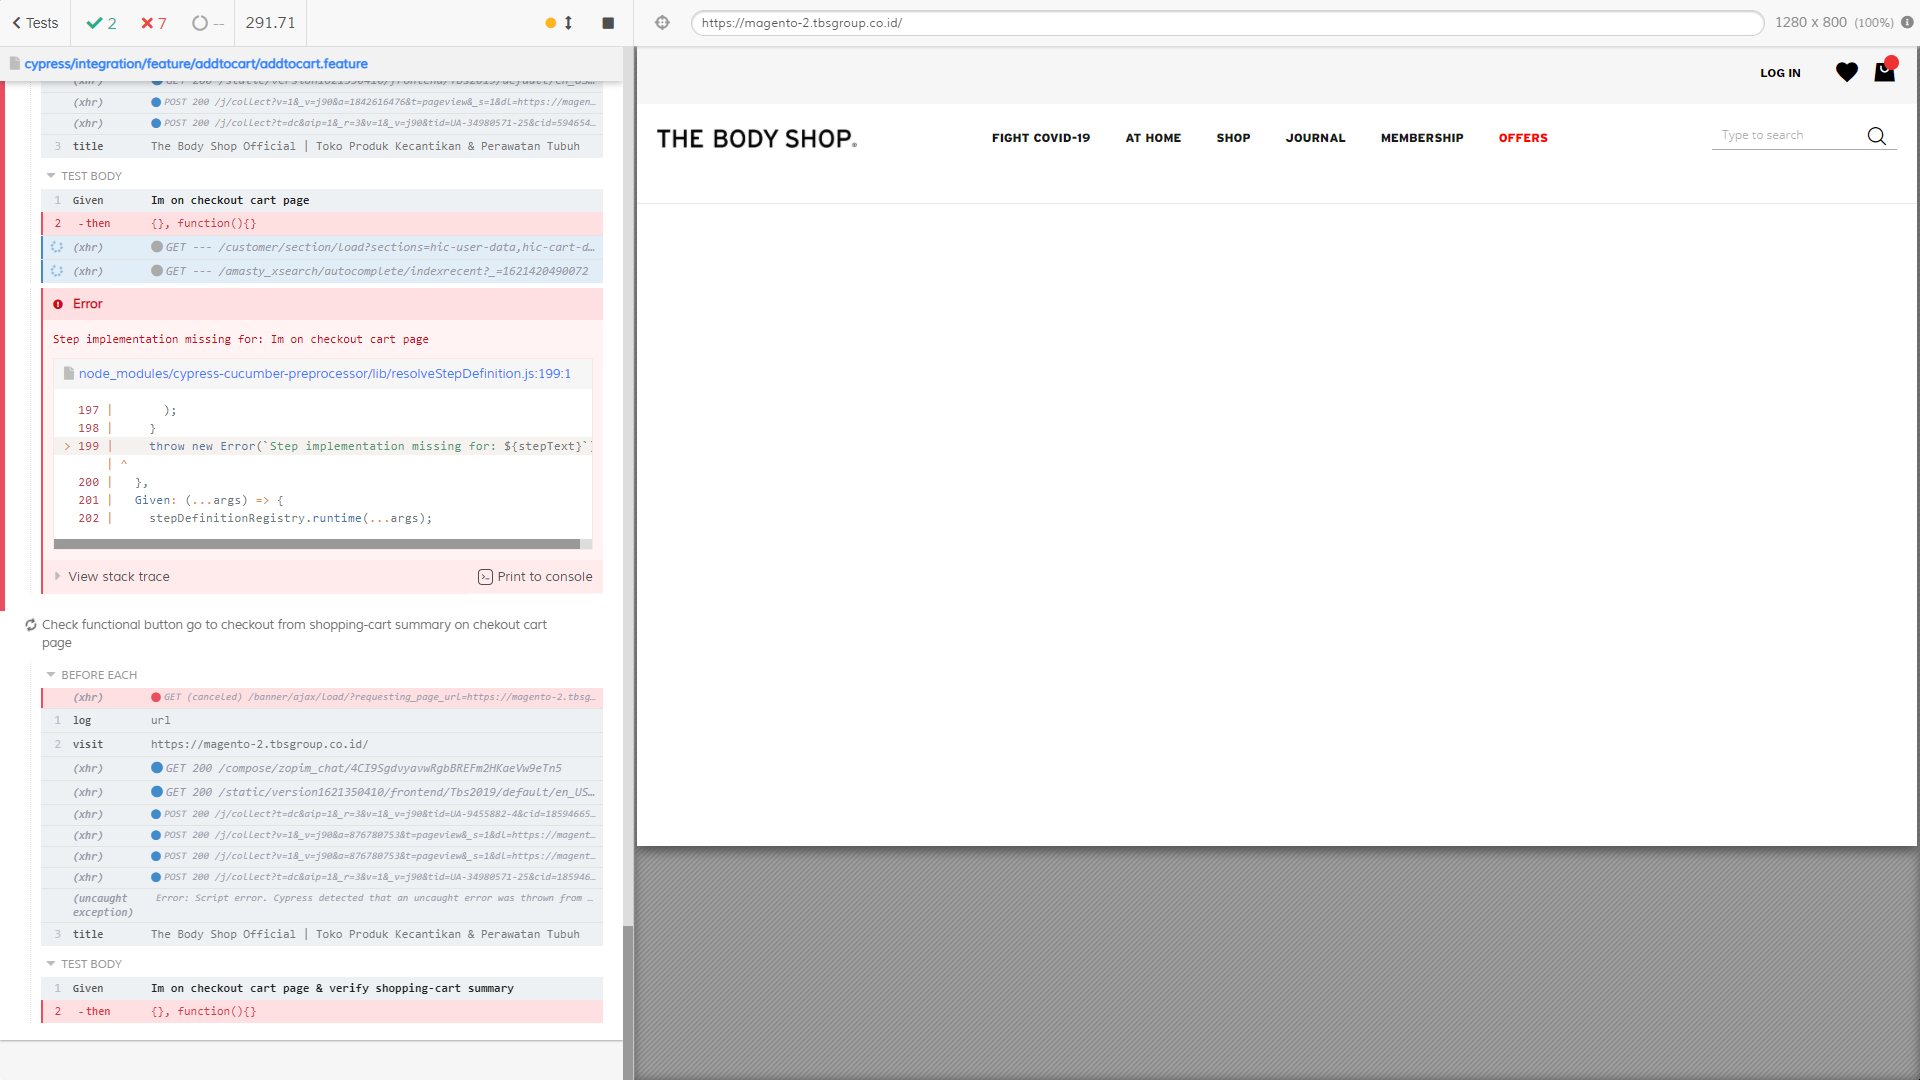 Tests
2
7
--
291.71
https://magento-2.tbsgroup.co.id/
1280 x 800 (100%)
cypress/integration/feature/addtocart/addtocart.feature
(xhr) GET 200 /static/version1621350410/frontend/Tbs2019/default/en_US…
(xhr) POST 200 /j/collect?v=1&_v=j90&a=1842616476&t=pageview&_s=1&dl=https://magen…
(xhr) POST 200 /j/collect?t=dc&aip=1&_r=3&v=1&_v=j90&tid=UA-34980571-25&cid=594654…
3 title The Body Shop Official | Toko Produk Kecantikan & Perawatan Tubuh
TEST BODY
1 Given Im on checkout cart page
2 -then {}, function(){}
(xhr) GET --- /customer/section/load?sections=hic-user-data,hic-cart-d…
(xhr) GET --- /amasty_xsearch/autocomplete/indexrecent?_=1621420490072
Error
Step implementation missing for: Im on checkout cart page
node_modules/cypress-cucumber-preprocessor/lib/resolveStepDefinition.js:199:1
197 | );
198 | }
> 199 | throw new Error(`Step implementation missing for: ${stepText}`)
| ^
200 | },
201 | Given: (...args) => {
202 | stepDefinitionRegistry.runtime(...args);
View stack trace
Print to console
Check functional button go to checkout from shopping-cart summary on chekout cart
page
BEFORE EACH
(xhr) GET (canceled) /banner/ajax/load/?requesting_page_url=https://magento-2.tbsg…
1 log url
2 visit https://magento-2.tbsgroup.co.id/
(xhr) GET 200 /compose/zopim_chat/4CI9SgdvyavwRgbBREFm2HKaeVw9eTn5
(xhr) GET 200 /static/version1621350410/frontend/Tbs2019/default/en_US…
(xhr) POST 200 /j/collect?t=dc&aip=1&_r=3&v=1&_v=j90&tid=UA-9455882-4&cid=18594665…
(xhr) POST 200 /j/collect?v=1&_v=j90&a=876780753&t=pageview&_s=1&dl=https://magent…
(xhr) POST 200 /j/collect?v=1&_v=j90&a=876780753&t=pageview&_s=1&dl=https://magent…
(xhr) POST 200 /j/collect?t=dc&aip=1&_r=3&v=1&_v=j90&tid=UA-34980571-25&cid=185946…
(uncaught Error: Script error. Cypress detected that an uncaught error was thrown from …
exception)
3 title The Body Shop Official | Toko Produk Kecantikan & Perawatan Tubuh
TEST BODY
1 Given Im on checkout cart page & verify shopping-cart summary
2 -then {}, function(){}
LOG IN
THE BODY SHOP®
FIGHT COVID-19 AT HOME SHOP JOURNAL MEMBERSHIP OFFERS
Type to search